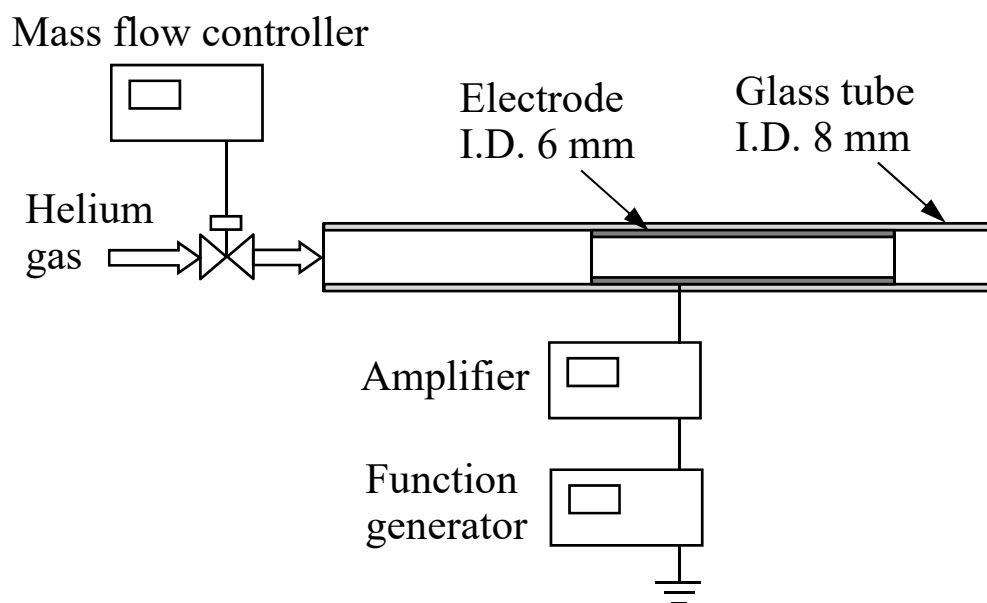 Mass flow controller
Electrode
I.D. 6 mm
Glass tube
I.D. 8 mm
Helium
gas
Amplifier
Function
generator